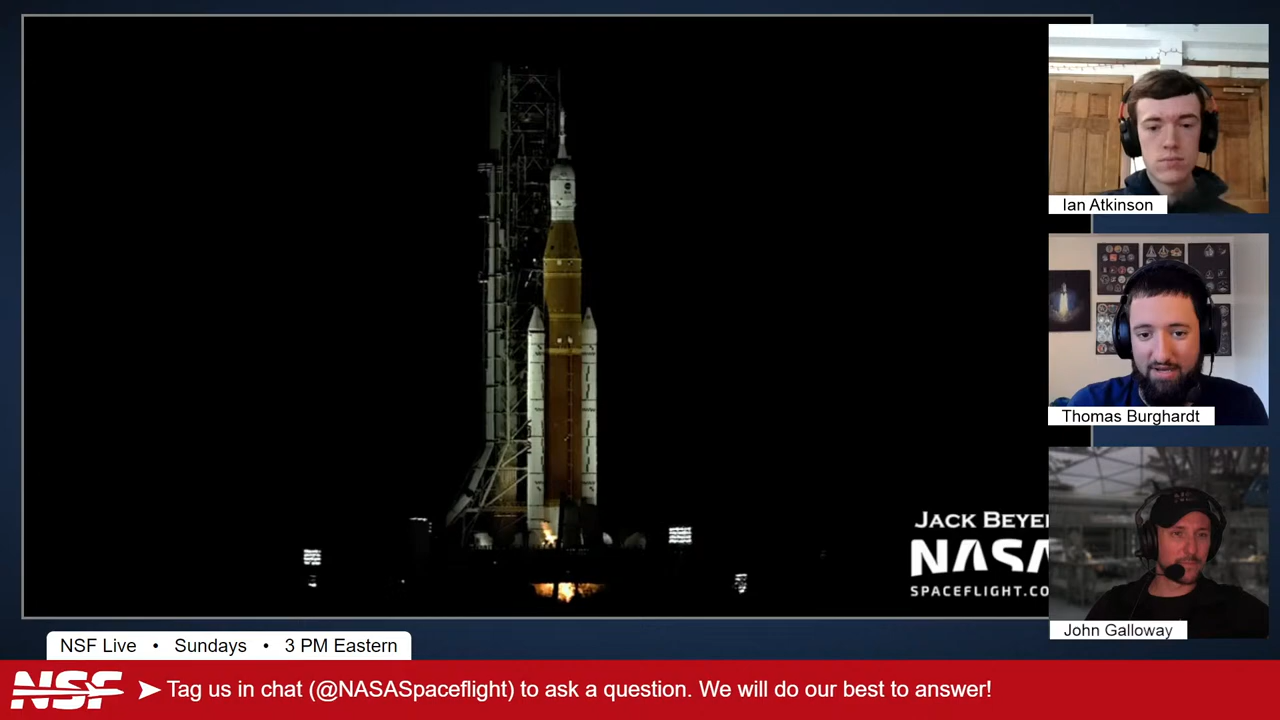 Ian Atkinson
Thomas Burghardt
JACK BEYE
NASA
SPACEFLIGHT.CO
John Galloway
NSF Live • Sundays • 3 PM Eastern
NSF
Tag us in chat (@NASASpaceflight) to ask a question. We will do our best to answer!